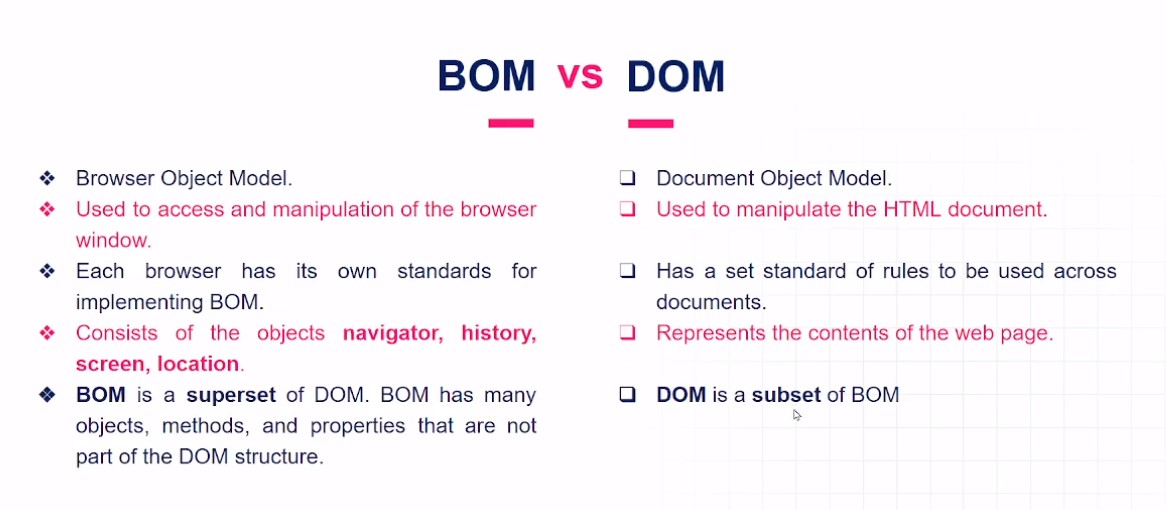 BOM vs DOM
❖ Browser Object Model.
❖ Used to access and manipulation of the browser
window.
❖ Each browser has its own standards for
implementing BOM.
❖ Consists of the objects navigator, history,
screen, location.
❖ BOM is a superset of DOM. BOM has many
objects, methods, and properties that are not
part of the DOM structure.
❑ Document Object Model.
❑ Used to manipulate the HTML document.
❑ Has a set standard of rules to be used across
documents.
❑ Represents the contents of the web page.
❑ DOM is a subset of BOM